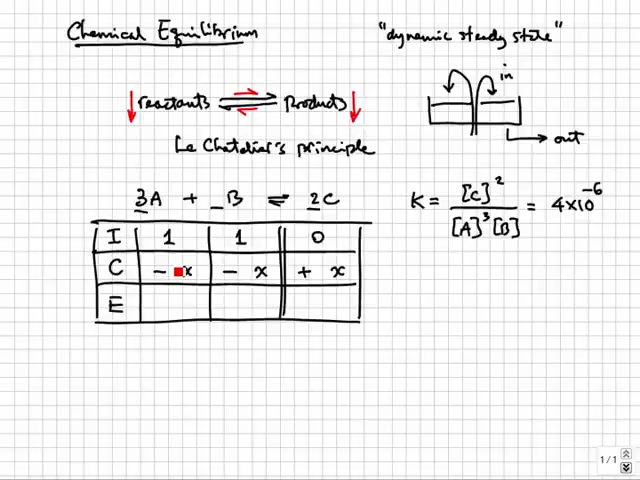 Chemical Equilibrium
"dynamic steady state"
in
reactants ⇌ products
out
Le Chatelier's principle
3A + _B ⇌ 2C
K = [C]² / [A]³[B] = 4×10⁻⁶
I 1 1 0
C - x - x + x
E
1/1